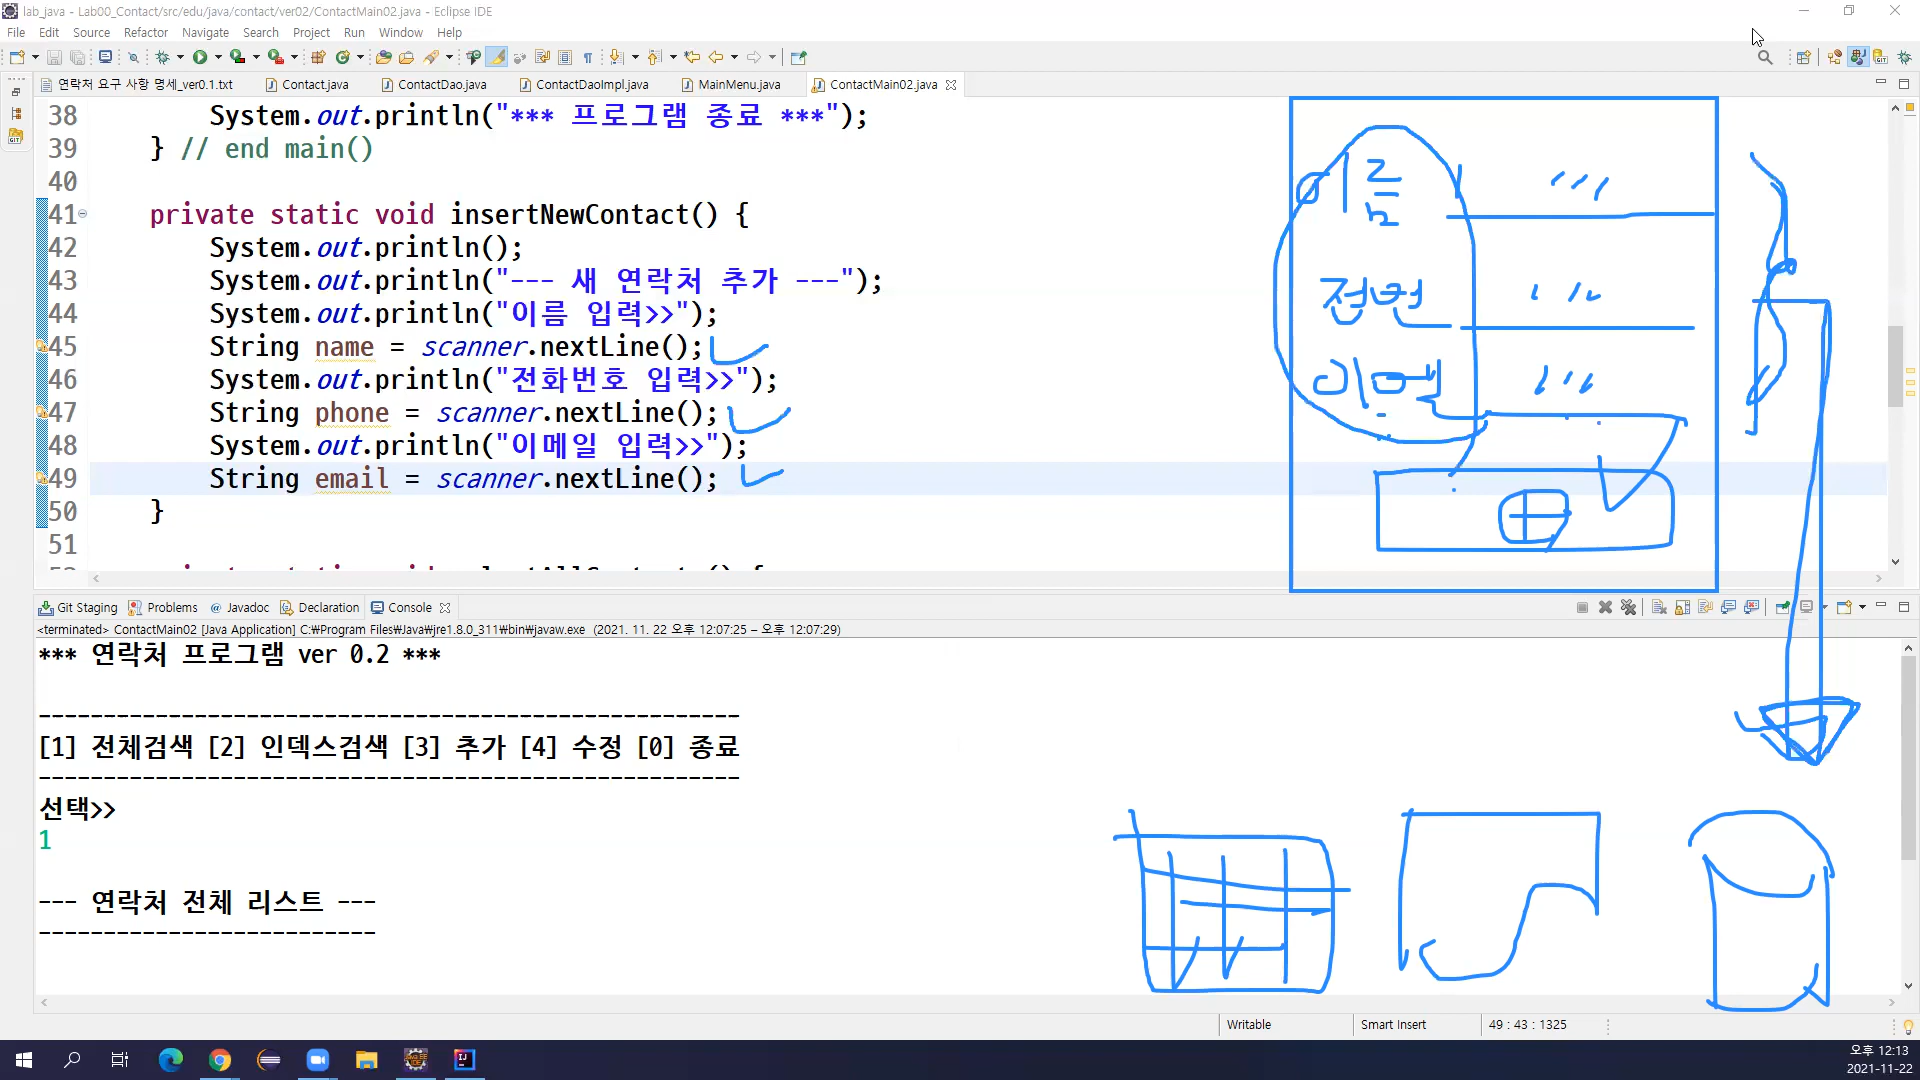 lab_java - Lab00_Contact/src/edu/java/contact/ver02/ContactMain02.java - Eclipse IDE
File Edit Source Refactor Navigate Search Project Run Window Help
연락처 요구 사항 명세_ver0.1.txt Contact.java ContactDao.java ContactDaoImpl.java MainMenu.java ContactMain02.java
38 System.out.println("*** 프로그램 종료 ***");
39 } // end main()
40
41 private static void insertNewContact() {
42 System.out.println();
43 System.out.println("--- 새 연락처 추가 ---");
44 System.out.println("이름 입력>>");
45 String name = scanner.nextLine();
46 System.out.println("전화번호 입력>>");
47 String phone = scanner.nextLine();
48 System.out.println("이메일 입력>>");
49 String email = scanner.nextLine();
50 }
51
이름
전번
이메
Git Staging Problems Javadoc Declaration Console
<terminated> ContactMain02 [Java Application] C:₩Program Files₩Java₩jre1.8.0_311₩bin₩javaw.exe (2021. 11. 22 오후 12:07:25 – 오후 12:07:29)
*** 연락처 프로그램 ver 0.2 ***
------------------------------------------------------
[1] 전체검색 [2] 인덱스검색 [3] 추가 [4] 수정 [0] 종료
------------------------------------------------------
선택>>
1
--- 연락처 전체 리스트 ---
--------------------------
Writable Smart Insert 49 : 43 : 1325
오후 12:13
2021-11-22